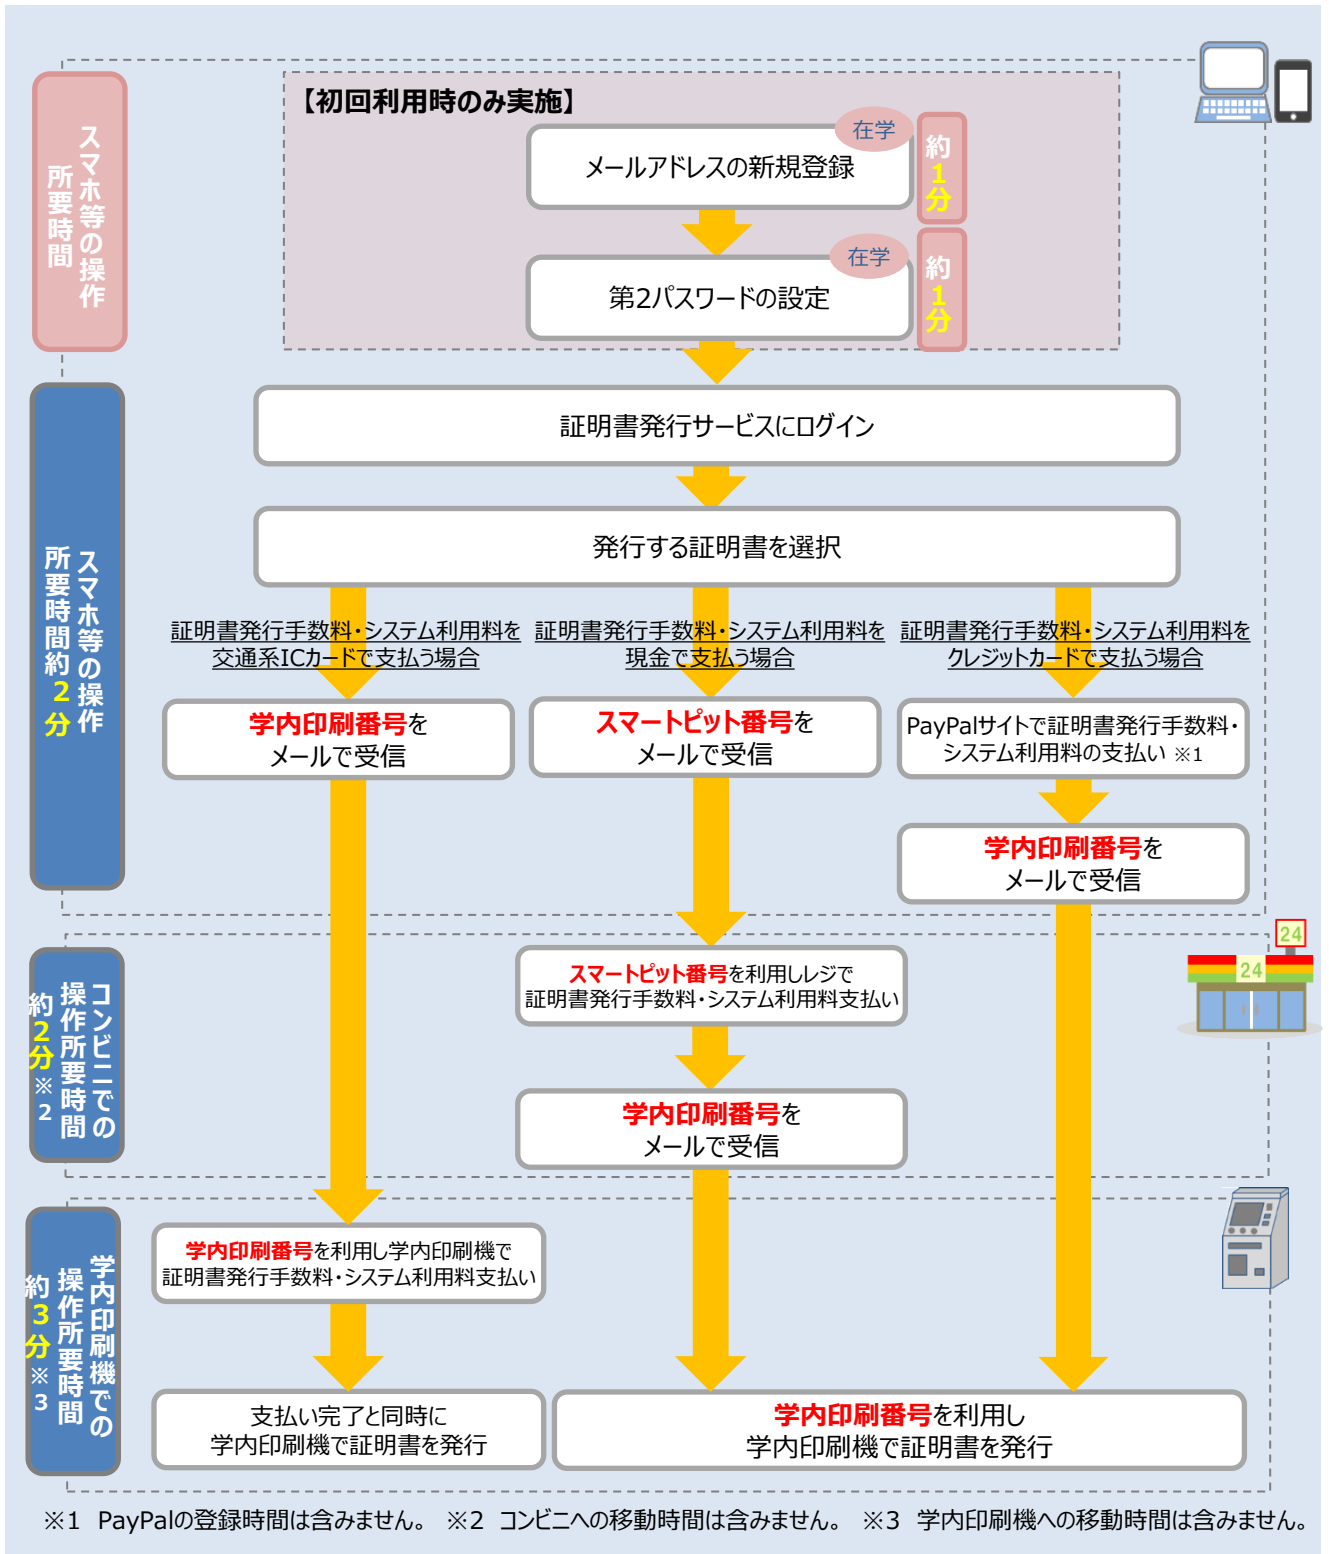 スマホ等の操作
所要時間
【初回利用時のみ実施】
在学
メールアドレスの新規登録
約1分
在学
第2パスワードの設定
約1分
スマホ等の操作
所要時間約2分
証明書発行サービスにログイン
発行する証明書を選択
証明書発行手数料・システム利用料を
交通系ICカードで支払う場合
証明書発行手数料・システム利用料を
現金で支払う場合
証明書発行手数料・システム利用料を
クレジットカードで支払う場合
学内印刷番号を
メールで受信
スマートピット番号を
メールで受信
PayPalサイトで証明書発行手数料・
システム利用料の支払い ※1
学内印刷番号を
メールで受信
コンビニでの
操作所要時間
約2分※2
24
24
スマートピット番号を利用しレジで
証明書発行手数料・システム利用料支払い
学内印刷番号を
メールで受信
学内印刷機での
操作所要時間
約3分※3
学内印刷番号を利用し学内印刷機で
証明書発行手数料・システム利用料支払い
支払い完了と同時に
学内印刷機で証明書を発行
学内印刷番号を利用し
学内印刷機で証明書を発行
※1 PayPalの登録時間は含みません。 ※2 コンビニへの移動時間は含みません。 ※3 学内印刷機への移動時間は含みません。